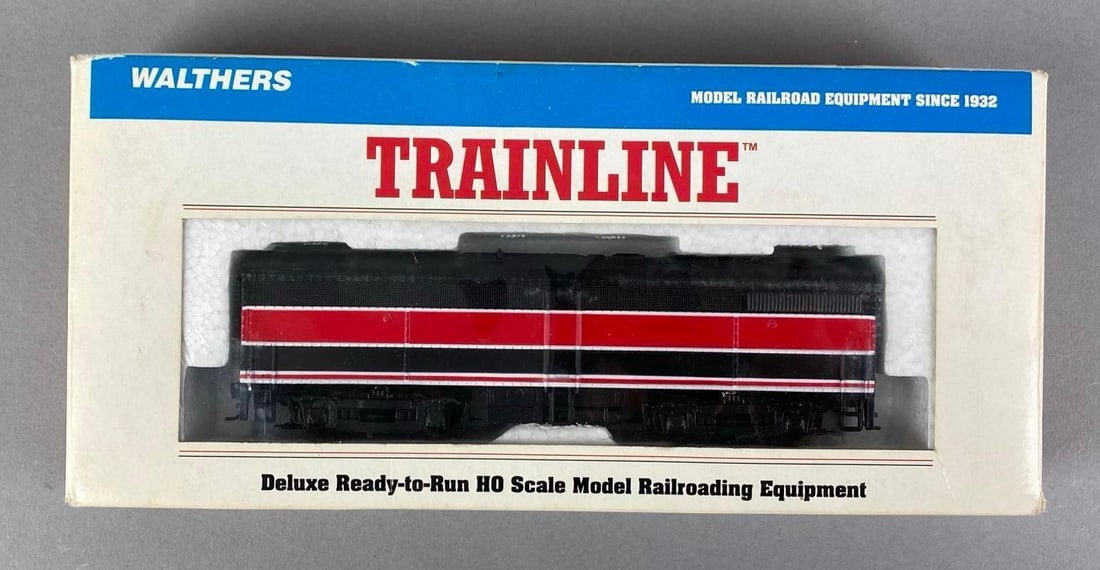 WALTHERS
MODEL RAILROAD EQUIPMENT SINCE 1932
TRAINLINE™
Deluxe Ready-to-Run HO Scale Model Railroading Equipment